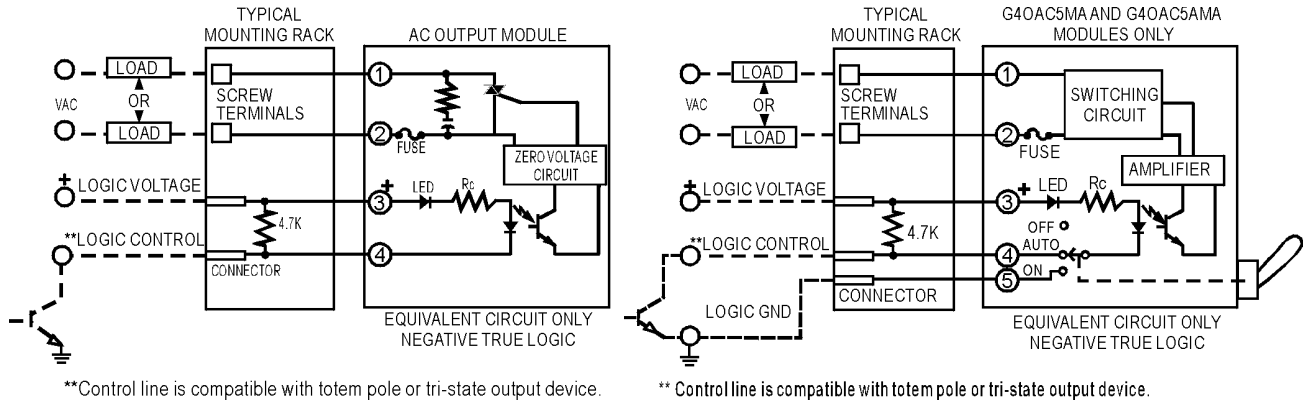 TYPICAL
MOUNTING RACK
AC OUTPUT MODULE
LOAD
VAC
OR
LOAD
SCREW
TERMINALS
1
2
FUSE
ZERO VOLTAGE
CIRCUIT
+
LOGIC VOLTAGE
+
3
LED
Rc
4.7K
**LOGIC CONTROL
CONNECTOR
4
EQUIVALENT CIRCUIT ONLY
NEGATIVE TRUE LOGIC
**Control line is compatible with totem pole or tri-state output device.
TYPICAL
MOUNTING RACK
G4OAC5MA AND G4OAC5AMA
MODULES ONLY
LOAD
VAC
OR
LOAD
SCREW
TERMINALS
1
2
FUSE
SWITCHING
CIRCUIT
AMPLIFIER
+
LOGIC VOLTAGE
3
+
LED
Rc
4.7K
OFF
**LOGIC CONTROL
4
AUTO
5
ON
CONNECTOR
LOGIC GND
EQUIVALENT CIRCUIT ONLY
NEGATIVE TRUE LOGIC
** Control line is compatible with totem pole or tri-state output device.